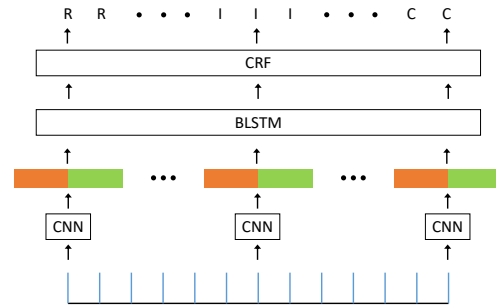 R R • • • I I I • • • C C
CRF
BLSTM
••• •••
CNN CNN CNN